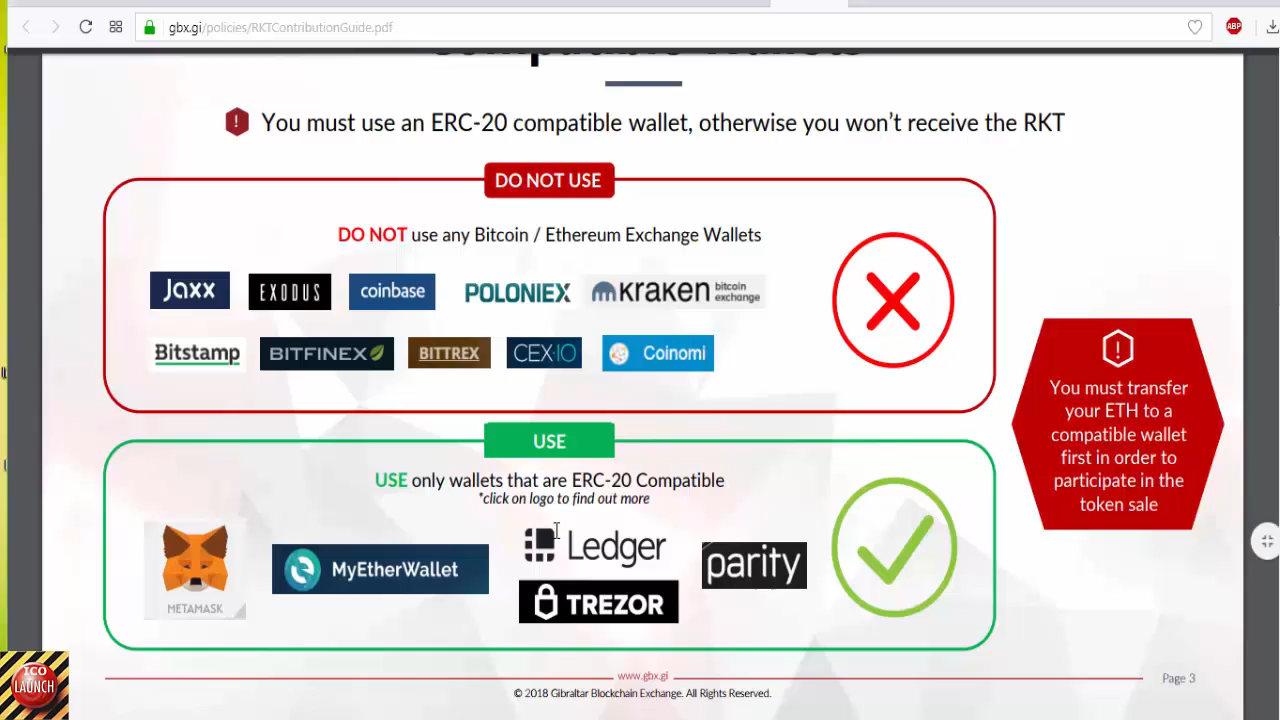 gbx.gi/policies/RKTContributionGuide.pdf
ABP
Compatible Wallets
You must use an ERC-20 compatible wallet, otherwise you won't receive the RKT
DO NOT USE
DO NOT use any Bitcoin / Ethereum Exchange Wallets
Jaxx EXODUS coinbase POLONIEX kraken bitcoin exchange
Bitstamp BITFINEX BITTREX CEX.IO Coinomi
You must transfer
your ETH to a
compatible wallet
first in order to
participate in the
token sale
USE
USE only wallets that are ERC-20 Compatible
*click on logo to find out more
METAMASK
MyEtherWallet
Ledger
TREZOR
parity
www.gbx.gi
Page 3
© 2018 Gibraltar Blockchain Exchange. All Rights Reserved.
ICO
LAUNCH